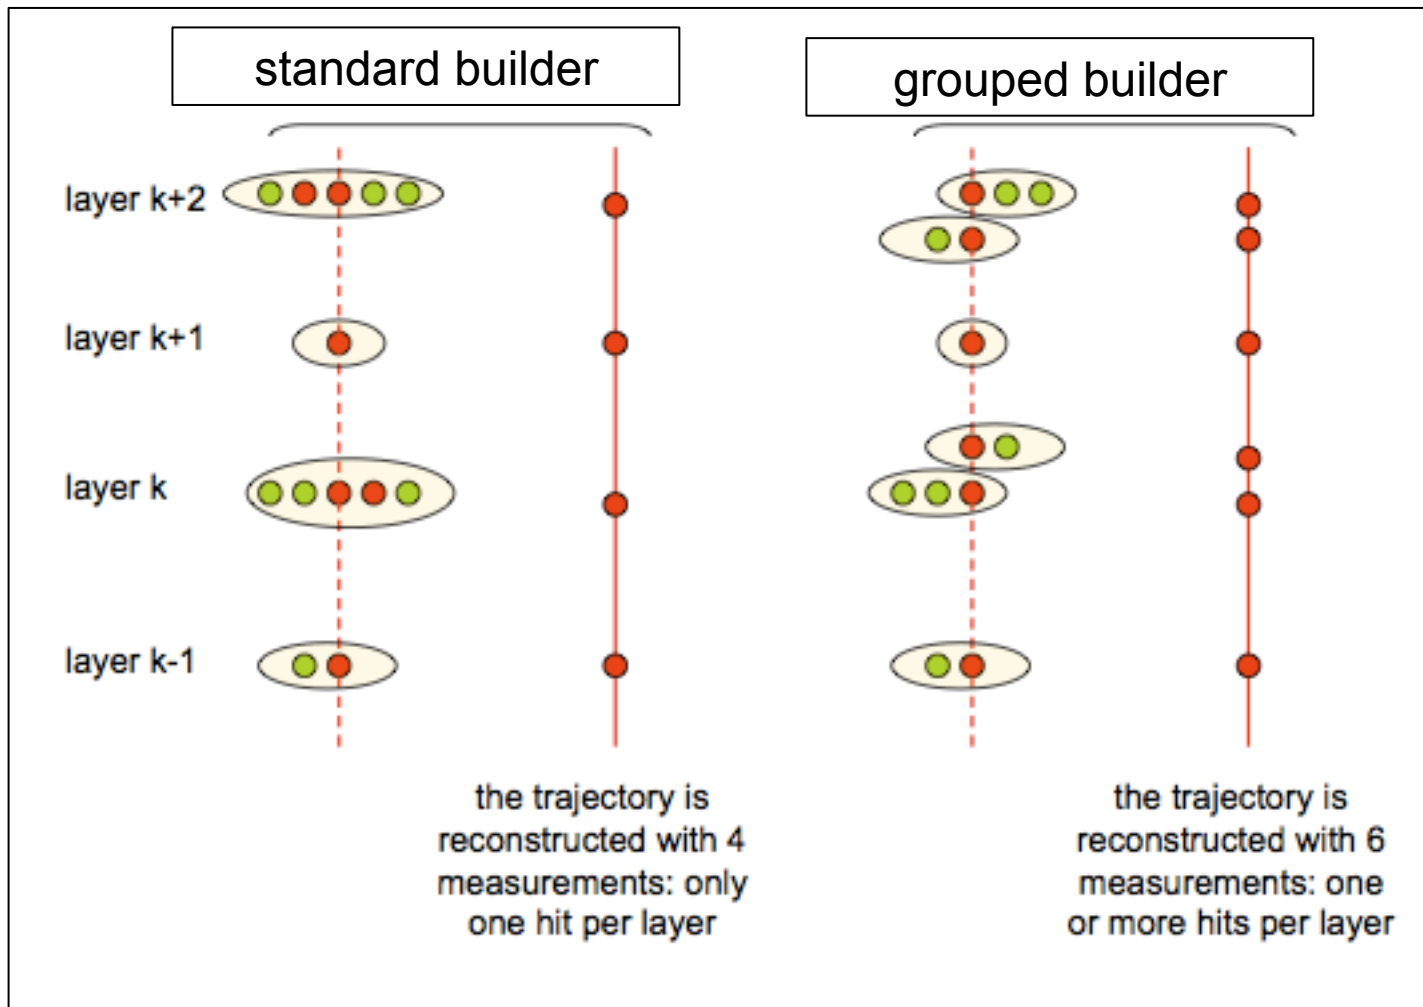 standard builder
grouped builder
layer k+2
layer k+1
layer k
layer k-1
the trajectory is
reconstructed with 4
measurements: only
one hit per layer
the trajectory is
reconstructed with 6
measurements: one
or more hits per layer